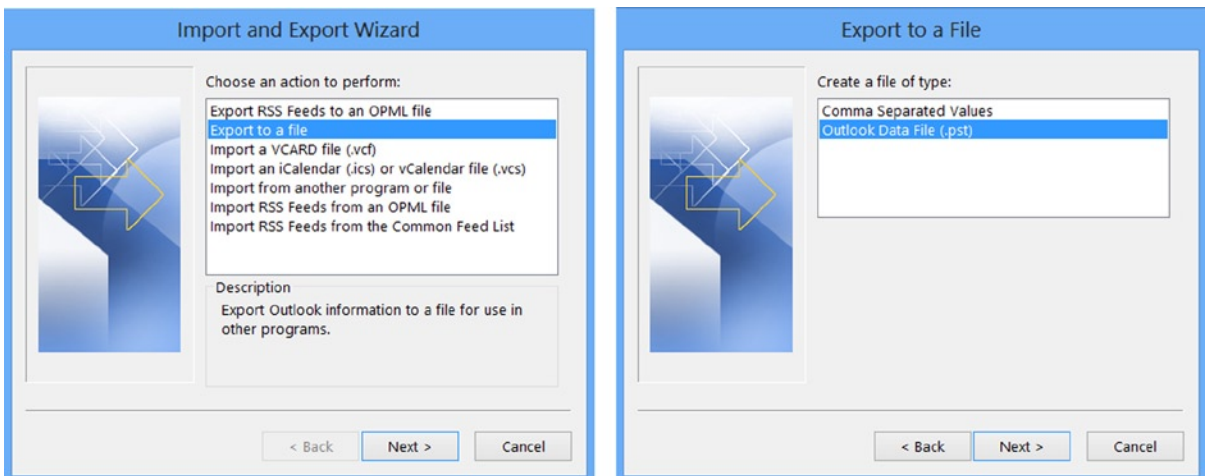 Import and Export Wizard
Choose an action to perform:
Export RSS Feeds to an OPML file
Export to a file
Import a VCARD file (.vcf)
Import an iCalendar (.ics) or vCalendar file (.vcs)
Import from another program or file
Import RSS Feeds from an OPML file
Import RSS Feeds from the Common Feed List
Description
Export Outlook information to a file for use in
other programs.
< Back
Next >
Cancel
Export to a File
Create a file of type:
Comma Separated Values
Outlook Data File (.pst)
< Back
Next >
Cancel